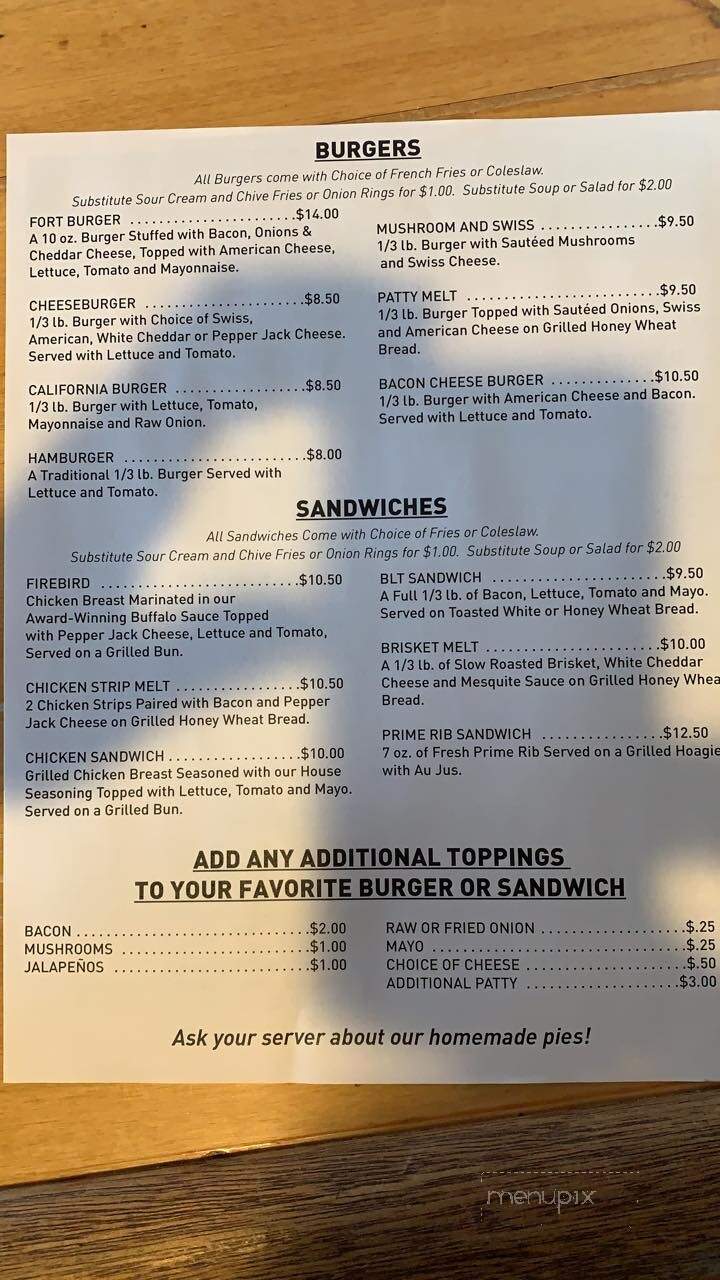 BURGERS
All Burgers come with Choice of French Fries or Coleslaw.
Substitute Sour Cream and Chive Fries or Onion Rings for $1.00. Substitute Soup or Salad for $2.00
FORT BURGER .......................$14.00
A 10 oz. Burger Stuffed with Bacon, Onions &
Cheddar Cheese, Topped with American Cheese,
Lettuce, Tomato and Mayonnaise.
CHEESEBURGER ......................$8.50
1/3 lb. Burger with Choice of Swiss,
American, White Cheddar or Pepper Jack Cheese.
Served with Lettuce and Tomato.
CALIFORNIA BURGER ..................$8.50
1/3 lb. Burger with Lettuce, Tomato,
Mayonnaise and Raw Onion.
HAMBURGER .........................$8.00
A Traditional 1/3 lb. Burger Served with
Lettuce and Tomato.
MUSHROOM AND SWISS ................$9.50
1/3 lb. Burger with Sautéed Mushrooms
and Swiss Cheese.
PATTY MELT ...........................$9.50
1/3 lb. Burger Topped with Sautéed Onions, Swiss
and American Cheese on Grilled Honey Wheat
Bread.
BACON CHEESE BURGER ..............$10.50
1/3 lb. Burger with American Cheese and Bacon.
Served with Lettuce and Tomato.
SANDWICHES
All Sandwiches Come with Choice of Fries or Coleslaw.
Substitute Sour Cream and Chive Fries or Onion Rings for $1.00. Substitute Soup or Salad for $2.00
FIREBIRD ............................$10.50
Chicken Breast Marinated in our
Award-Winning Buffalo Sauce Topped
with Pepper Jack Cheese, Lettuce and Tomato,
Served on a Grilled Bun.
CHICKEN STRIP MELT .................$10.50
2 Chicken Strips Paired with Bacon and Pepper
Jack Cheese on Grilled Honey Wheat Bread.
CHICKEN SANDWICH ..................$10.00
Grilled Chicken Breast Seasoned with our House
Seasoning Topped with Lettuce, Tomato and Mayo.
Served on a Grilled Bun.
BLT SANDWICH ........................$9.50
A Full 1/3 lb. of Bacon, Lettuce, Tomato and Mayo.
Served on Toasted White or Honey Wheat Bread.
BRISKET MELT ........................$10.00
A 1/3 lb. of Slow Roasted Brisket, White Cheddar
Cheese and Mesquite Sauce on Grilled Honey Whea
Bread.
PRIME RIB SANDWICH ................$12.50
7 oz. of Fresh Prime Rib Served on a Grilled Hoagie
with Au Jus.
ADD ANY ADDITIONAL TOPPINGS
TO YOUR FAVORITE BURGER OR SANDWICH
BACON ................................$2.00
MUSHROOMS ..........................$1.00
JALAPEÑOS ...........................$1.00
RAW OR FRIED ONION ....................$.25
MAYO ...................................$.25
CHOICE OF CHEESE ......................$.50
ADDITIONAL PATTY .....................$3.00
Ask your server about our homemade pies!
menupix